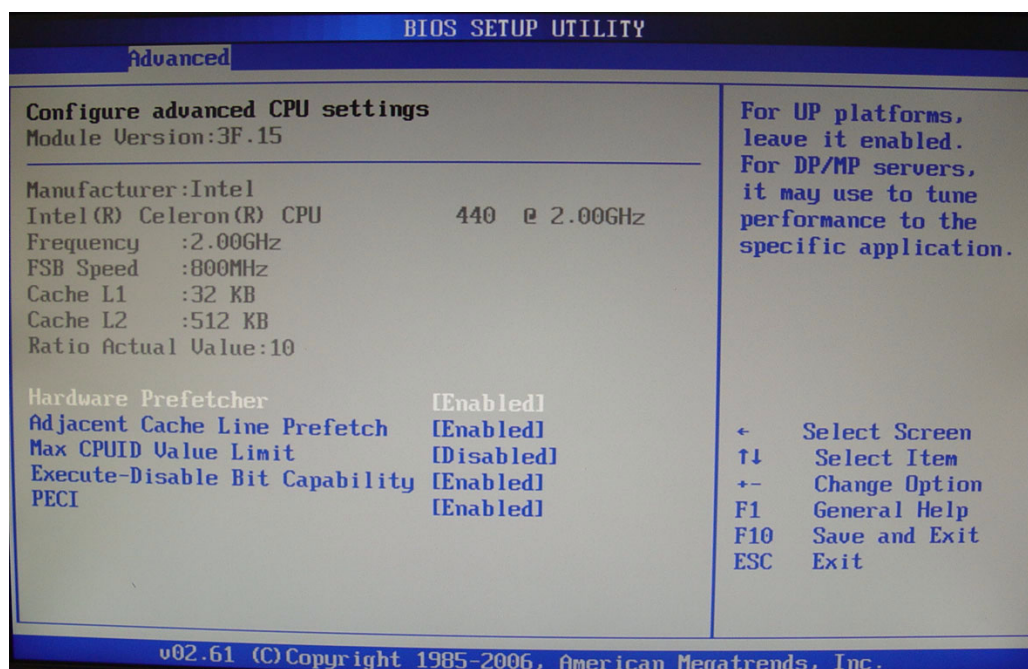 BIOS SETUP UTILITY
Advanced
Configure advanced CPU settings
Module Version:3F.15
Manufacturer:Intel
Intel(R) Celeron(R) CPU 440 @ 2.00GHz
Frequency :2.00GHz
FSB Speed :800MHz
Cache L1 :32 KB
Cache L2 :512 KB
Ratio Actual Value:10
Hardware Prefetcher [Enabled]
Adjacent Cache Line Prefetch [Enabled]
Max CPUID Value Limit [Disabled]
Execute-Disable Bit Capability [Enabled]
PECI [Enabled]
For UP platforms,
leave it enabled.
For DP/MP servers,
it may use to tune
performance to the
specific application.
← Select Screen
↑↓ Select Item
+- Change Option
F1 General Help
F10 Save and Exit
ESC Exit
v02.61 (C)Copyright 1985-2006, American Megatrends, Inc.